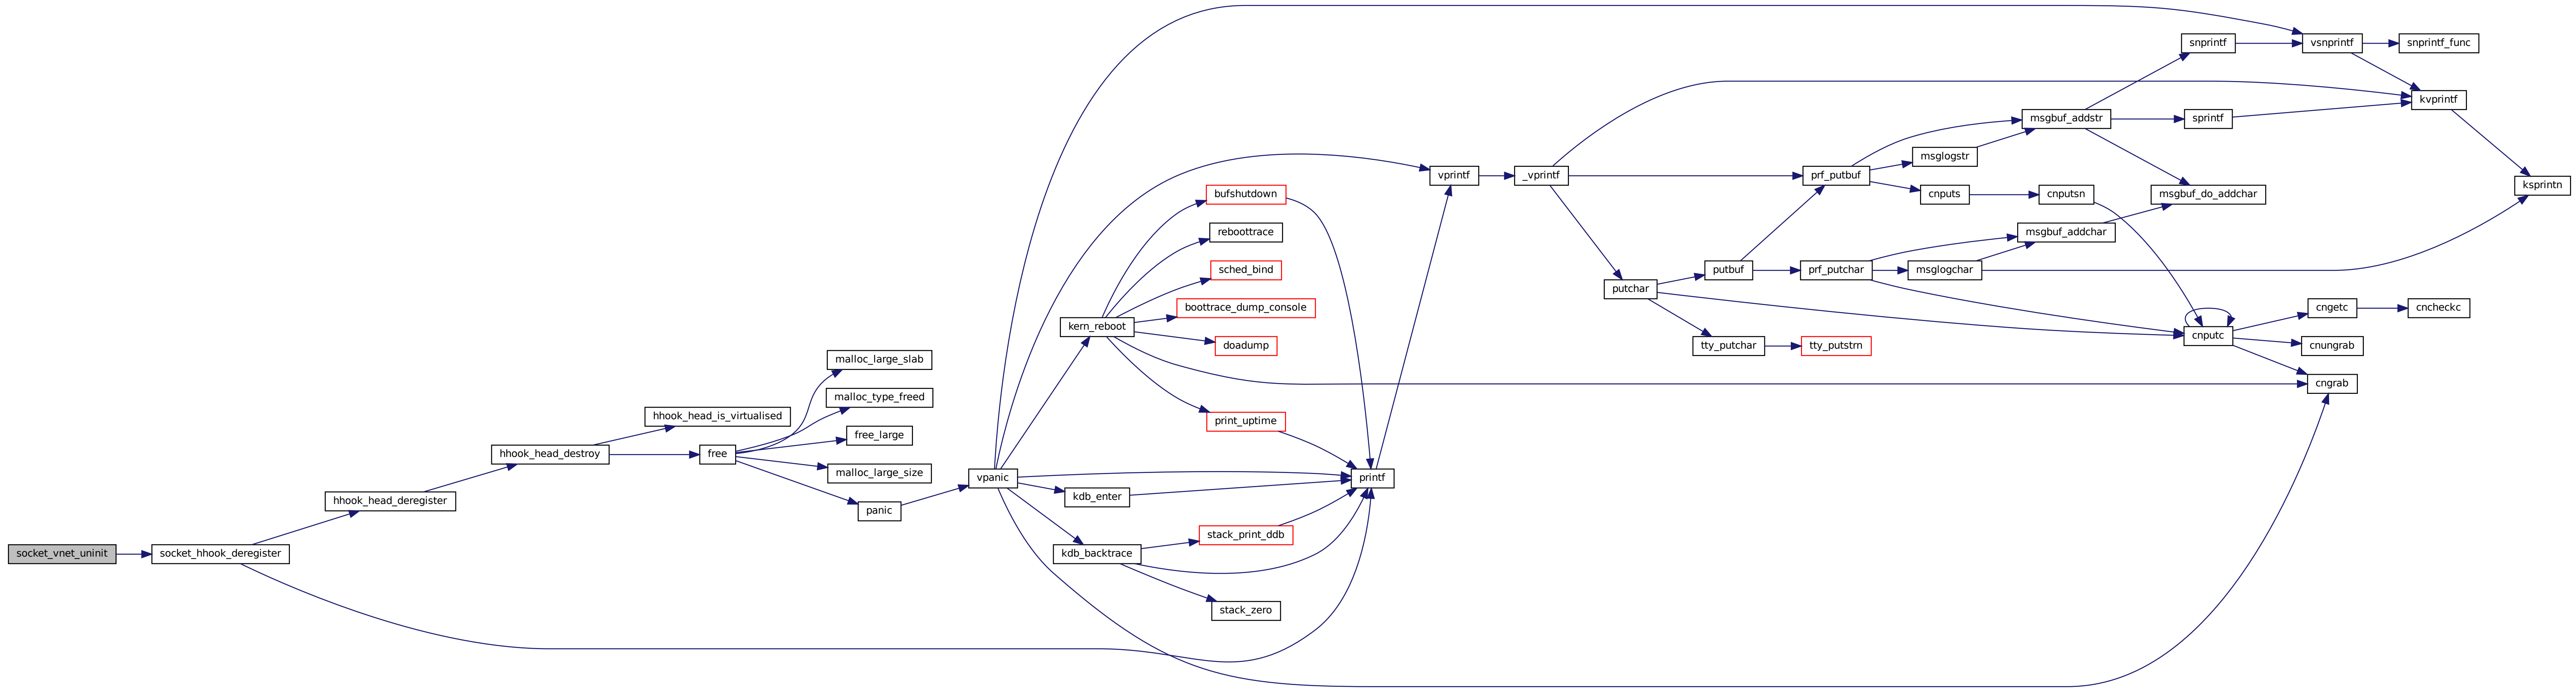 socket_vnet_uninit
socket_hhook_deregister
hhook_head_deregister
hhook_head_destroy
hhook_head_is_virtualised
free
malloc_large_slab
malloc_type_freed
free_large
malloc_large_size
panic
vpanic
kern_reboot
kdb_enter
kdb_backtrace
bufshutdown
reboottrace
sched_bind
boottrace_dump_console
doadump
print_uptime
stack_print_ddb
stack_zero
printf
vprintf
_vprintf
putchar
putbuf
tty_putchar
prf_putbuf
prf_putchar
tty_putstrn
msglogstr
cnputs
msglogchar
msgbuf_addstr
cnputsn
msgbuf_addchar
snprintf
sprintf
msgbuf_do_addchar
cnputc
vsnprintf
cngetc
cnungrab
cngrab
snprintf_func
kvprintf
cncheckc
ksprintn